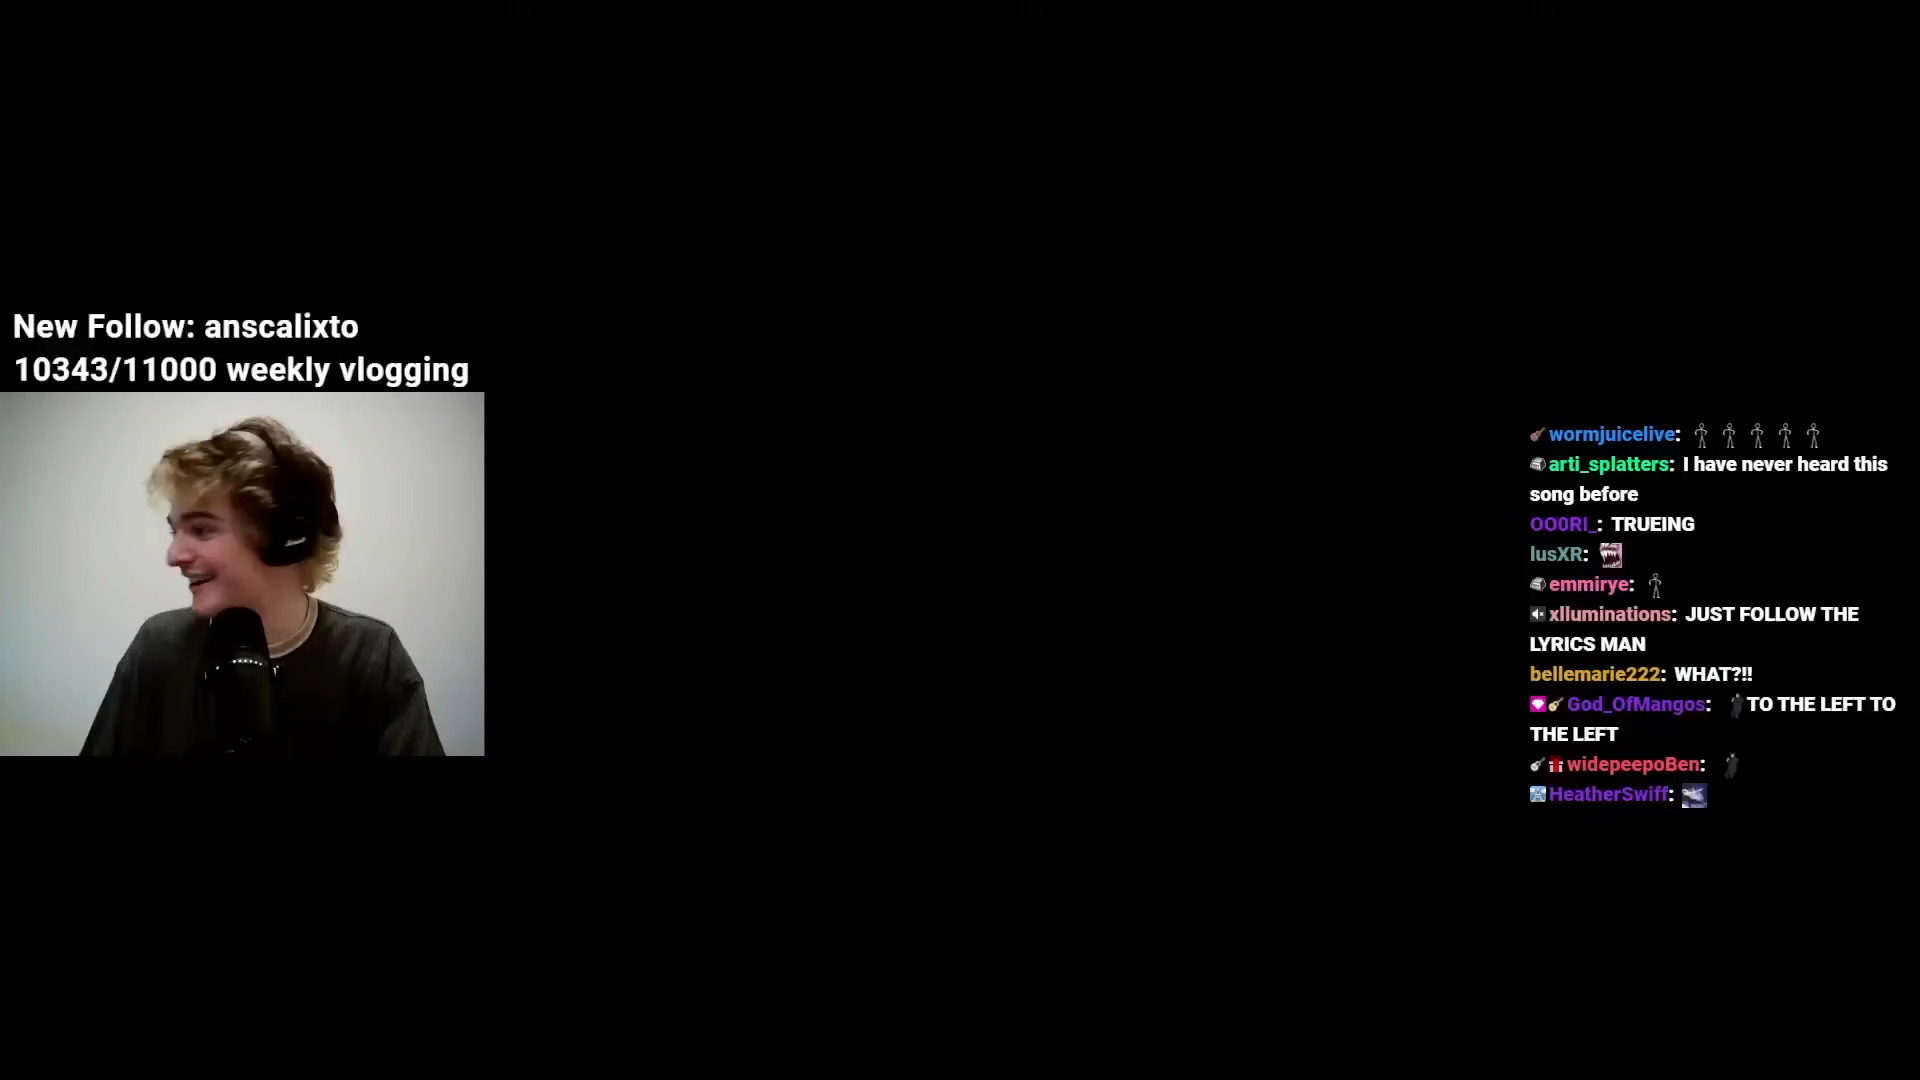 New Follow: anscalixto
10343/11000 weekly vlogging
wormjuicelive:
arti_splatters: I have never heard this
song before
OO0RI_: TRUEING
lusXR:
emmirye:
xlluminations: JUST FOLLOW THE
LYRICS MAN
bellemarie222: WHAT?!!
God_OfMangos: TO THE LEFT TO
THE LEFT
widepeepoBen:
HeatherSwiff: